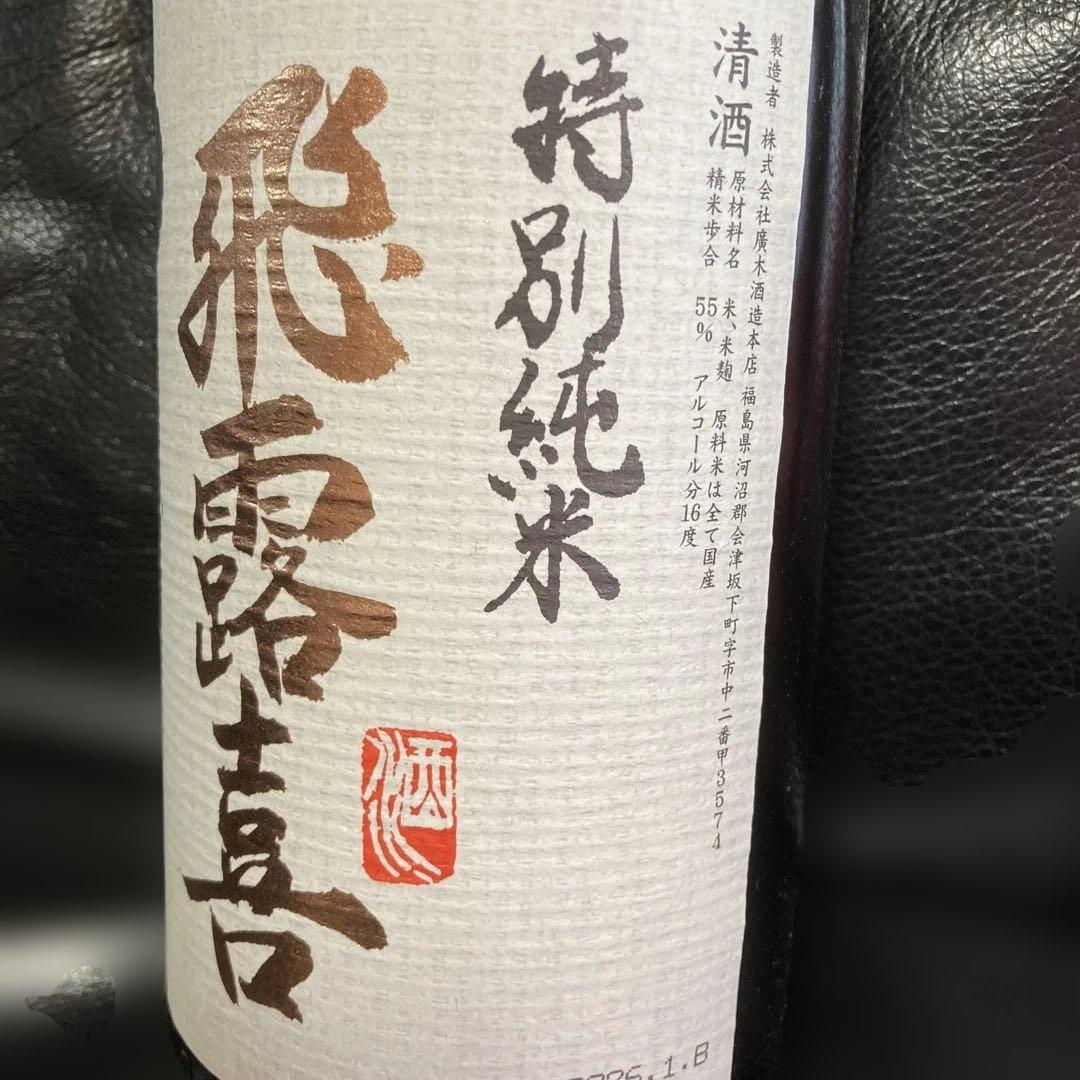 製造者 株式会社廣木酒造本店 福島県河沼郡会津坂下町字市中二番甲3574
清酒
原材料名 米、米麹 原料米は全て国産
精米歩合 55% アルコール分16度
特別純米
飛露喜
酒
.1.B